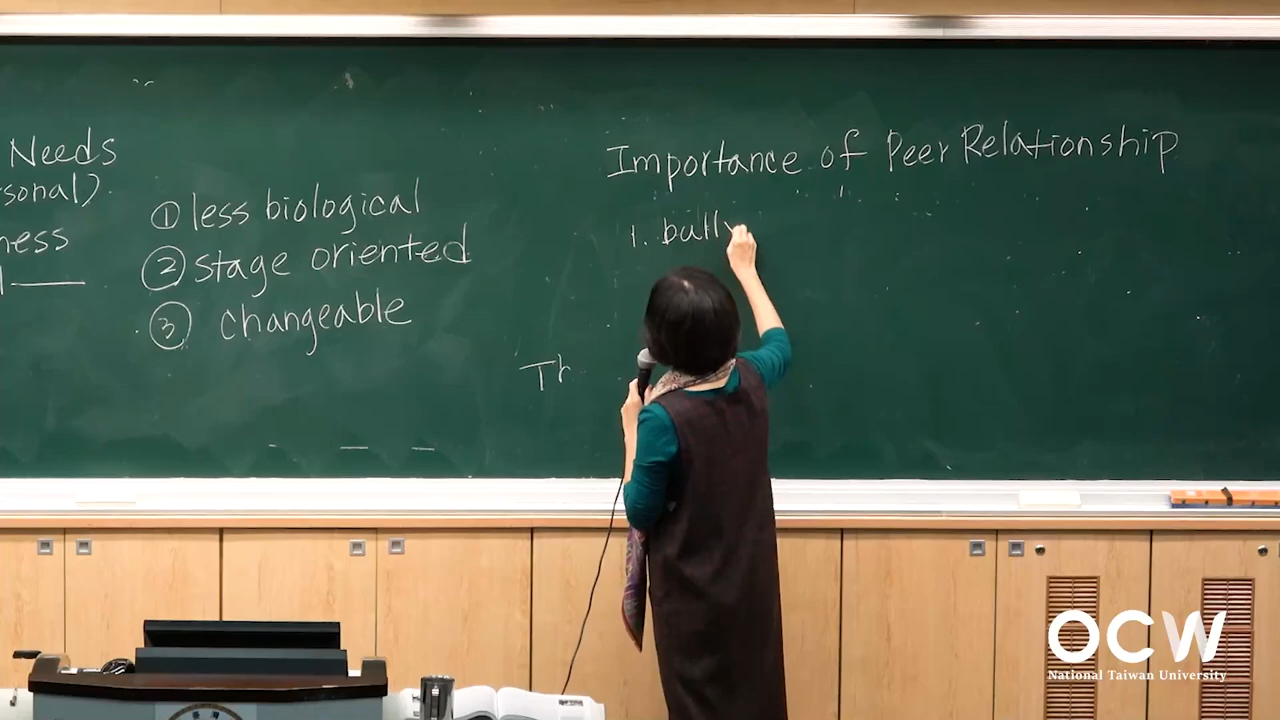 Needs
sonal)
ness
① less biological
② stage oriented
③ changeable
Th
Importance of Peer Relationship
1. bully
OCW
National Taiwan University